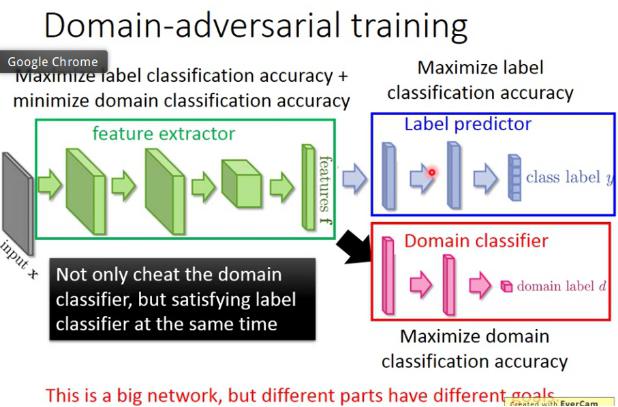 Domain-adversarial training
Google Chrome
Maximize label classification accuracy +
minimize domain classification accuracy
Maximize label
classification accuracy
feature extractor
Label predictor
input x
features f
class label y
Domain classifier
domain label d
Not only cheat the domain
classifier, but satisfying label
classifier at the same time
Maximize domain
classification accuracy
This is a big network, but different parts have different goals
Created with EverCam